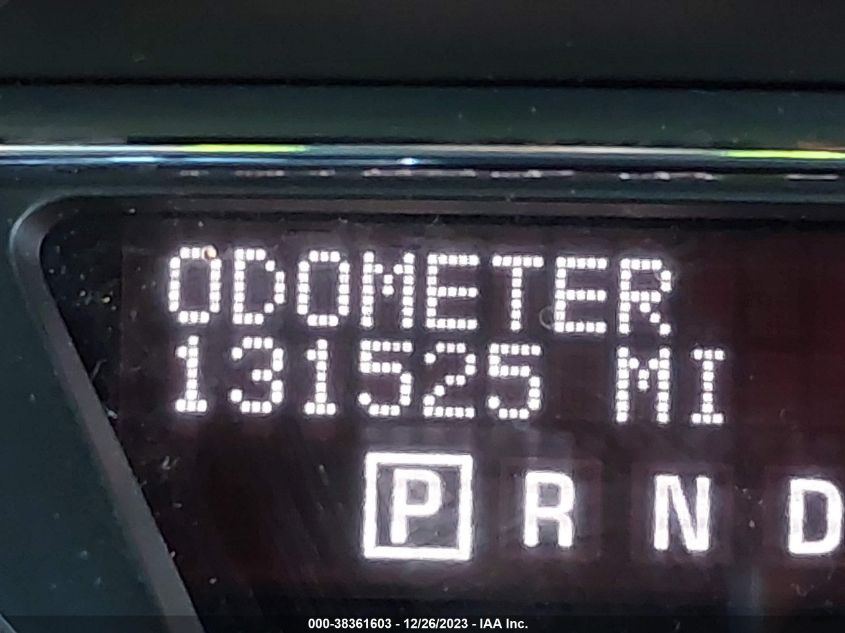 ODOMETER
131525 MI
P R N D
000-38361603 - 12/26/2023 - IAA Inc.